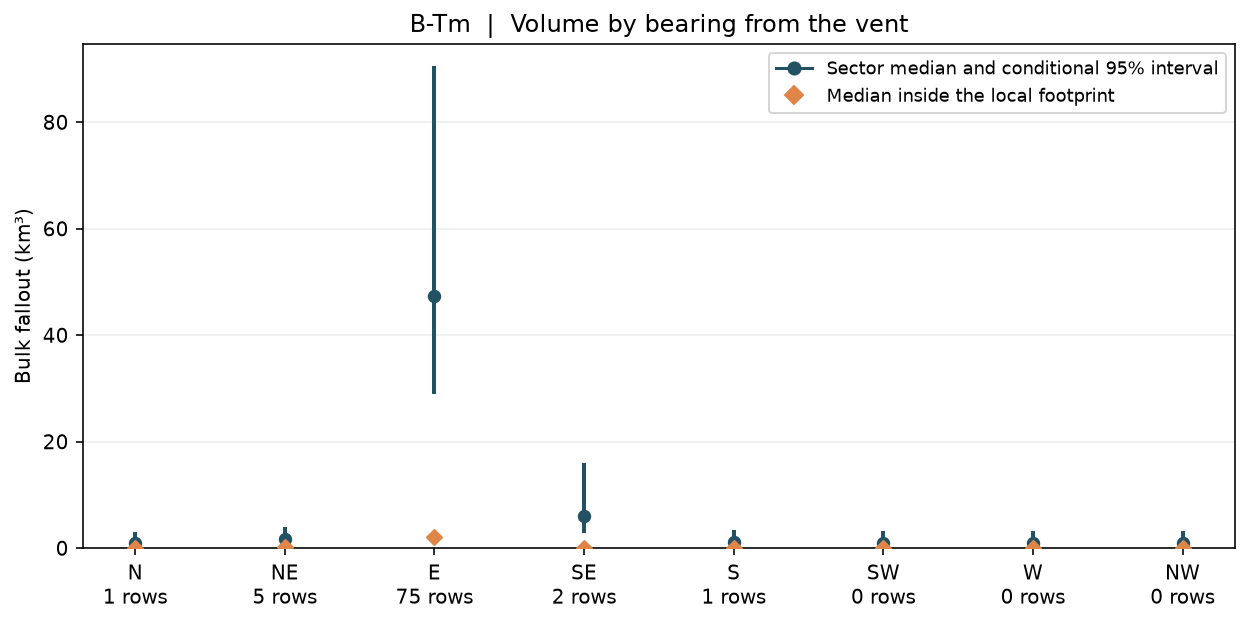 B-Tm | Volume by bearing from the vent
Sector median and conditional 95% interval
Median inside the local footprint
Bulk fallout (km³)
80
60
40
20
0
N
1 rows
NE
5 rows
E
75 rows
SE
2 rows
S
1 rows
SW
0 rows
W
0 rows
NW
0 rows